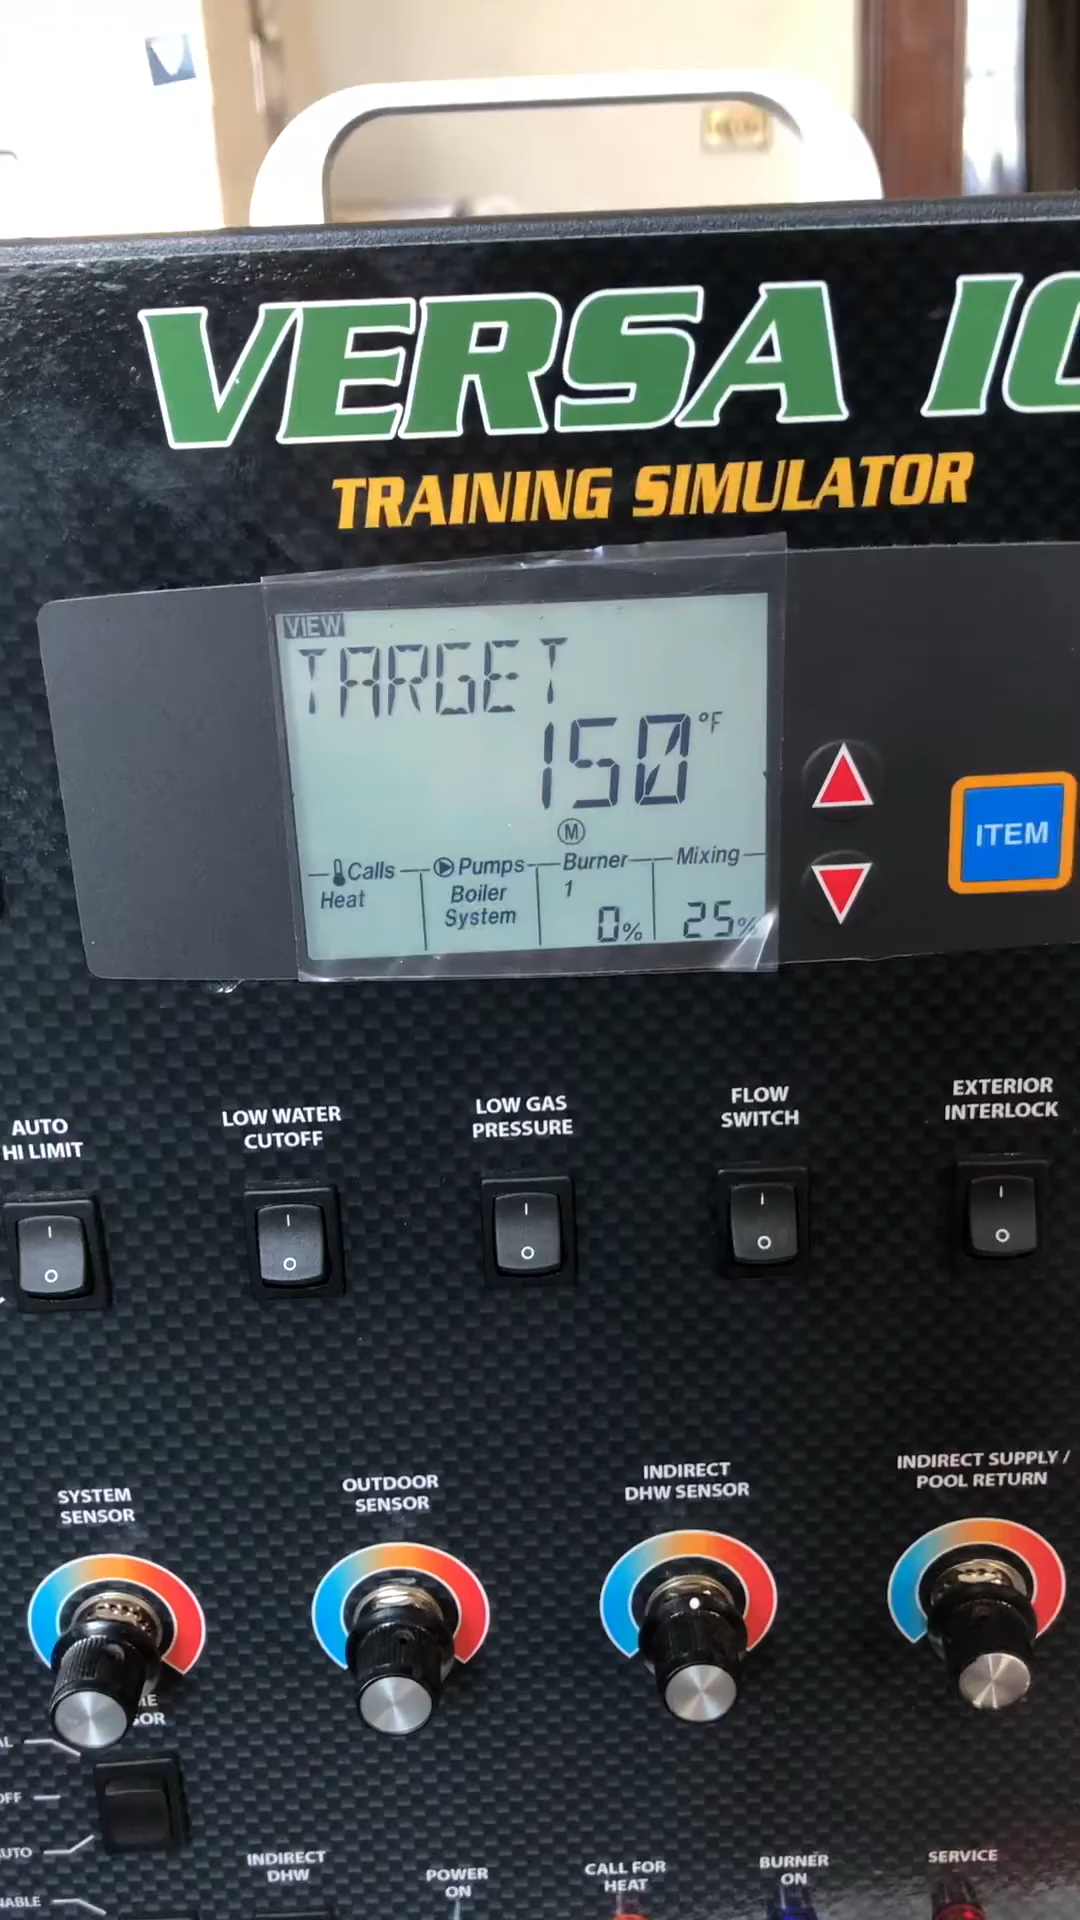 VERSA IC
TRAINING SIMULATOR
VIEW
TARGET
150 °F
M
Calls Pumps Burner Mixing
Heat Boiler 1
System 0% 25%
ITEM
AUTO
HI LIMIT
LOW WATER
CUTOFF
LOW GAS
PRESSURE
FLOW
SWITCH
EXTERIOR
INTERLOCK
I
O
I
O
I
O
I
O
I
O
SYSTEM
SENSOR
OUTDOOR
SENSOR
INDIRECT
DHW SENSOR
INDIRECT SUPPLY /
POOL RETURN
OFF
INDIRECT
DHW
POWER
ON
CALL FOR
HEAT
BURNER
ON
SERVICE